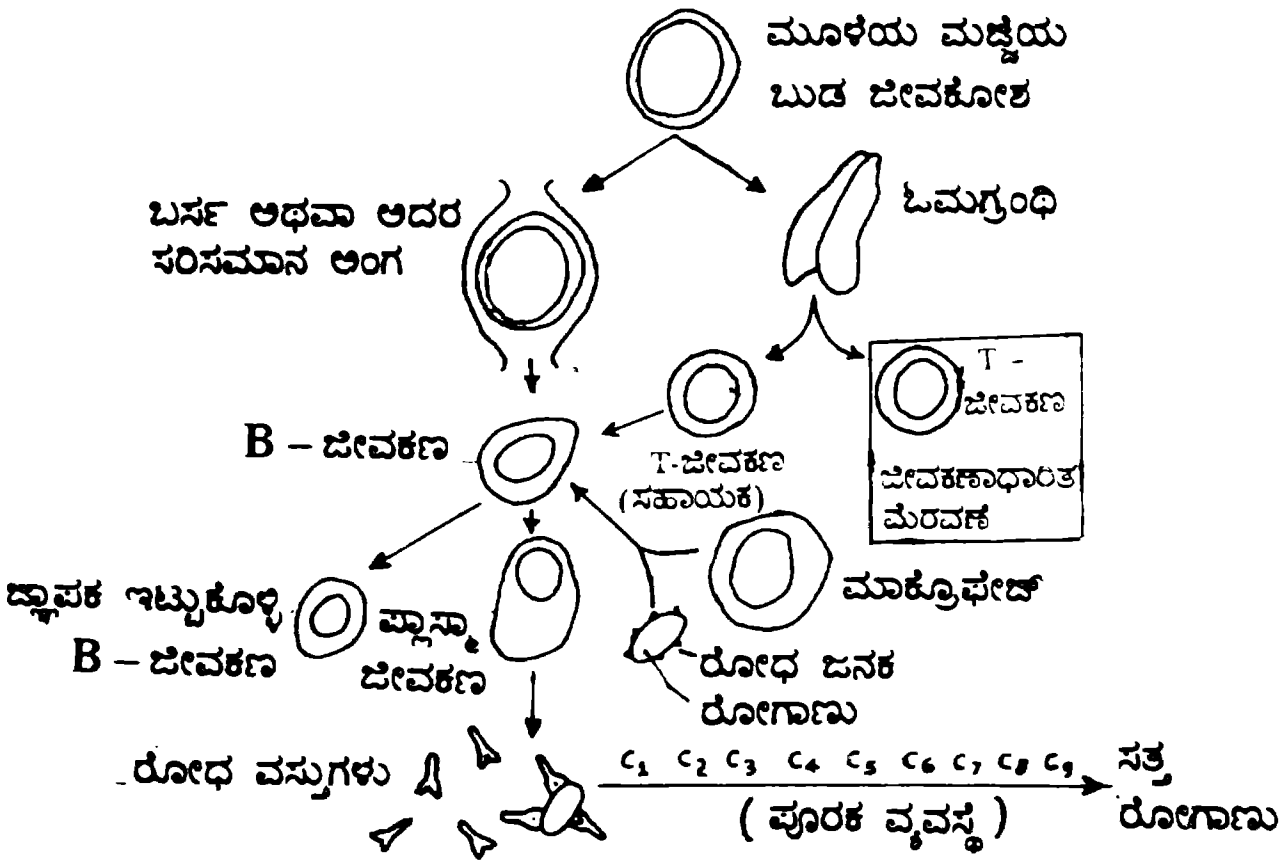 ಮೂಳೆಯ ಮಜ್ಜೆಯ
ಬುಡ ಜೀವಕೋಶ
ಬರ್ಸ ಅಥವಾ ಅದರ
ಸರಿಸಮಾನ ಅಂಗ
ಓಮಗ್ರಂಥಿ
T -
ಜೀವಕಣ
ಜೀವಕಣಾಧಾರಿತ
ಮೆರವಣೆ
B – ಜೀವಕಣ
T-ಜೀವಕಣ
(ಸಹಾಯಕ)
ಮಾಕ್ರೊಫೇಜ್
ಜ್ಞಾಪಕ ಇಟ್ಟುಕೊಳ್ಳಿ
B – ಜೀವಕಣ
ಪ್ಲಾಸ್ಮಾ
ಜೀವಕಣ
ರೋಧ ಜನಕ
ರೋಗಾಣು
ರೋಧ ವಸ್ತುಗಳು
C₁ C₂ C₃ C₄ C₅ C₆ C₇ C₈ C₉
(ಪೂರಕ ವ್ಯವಸ್ಥೆ)
ಸತ್ತ
ರೋಗಾಣು